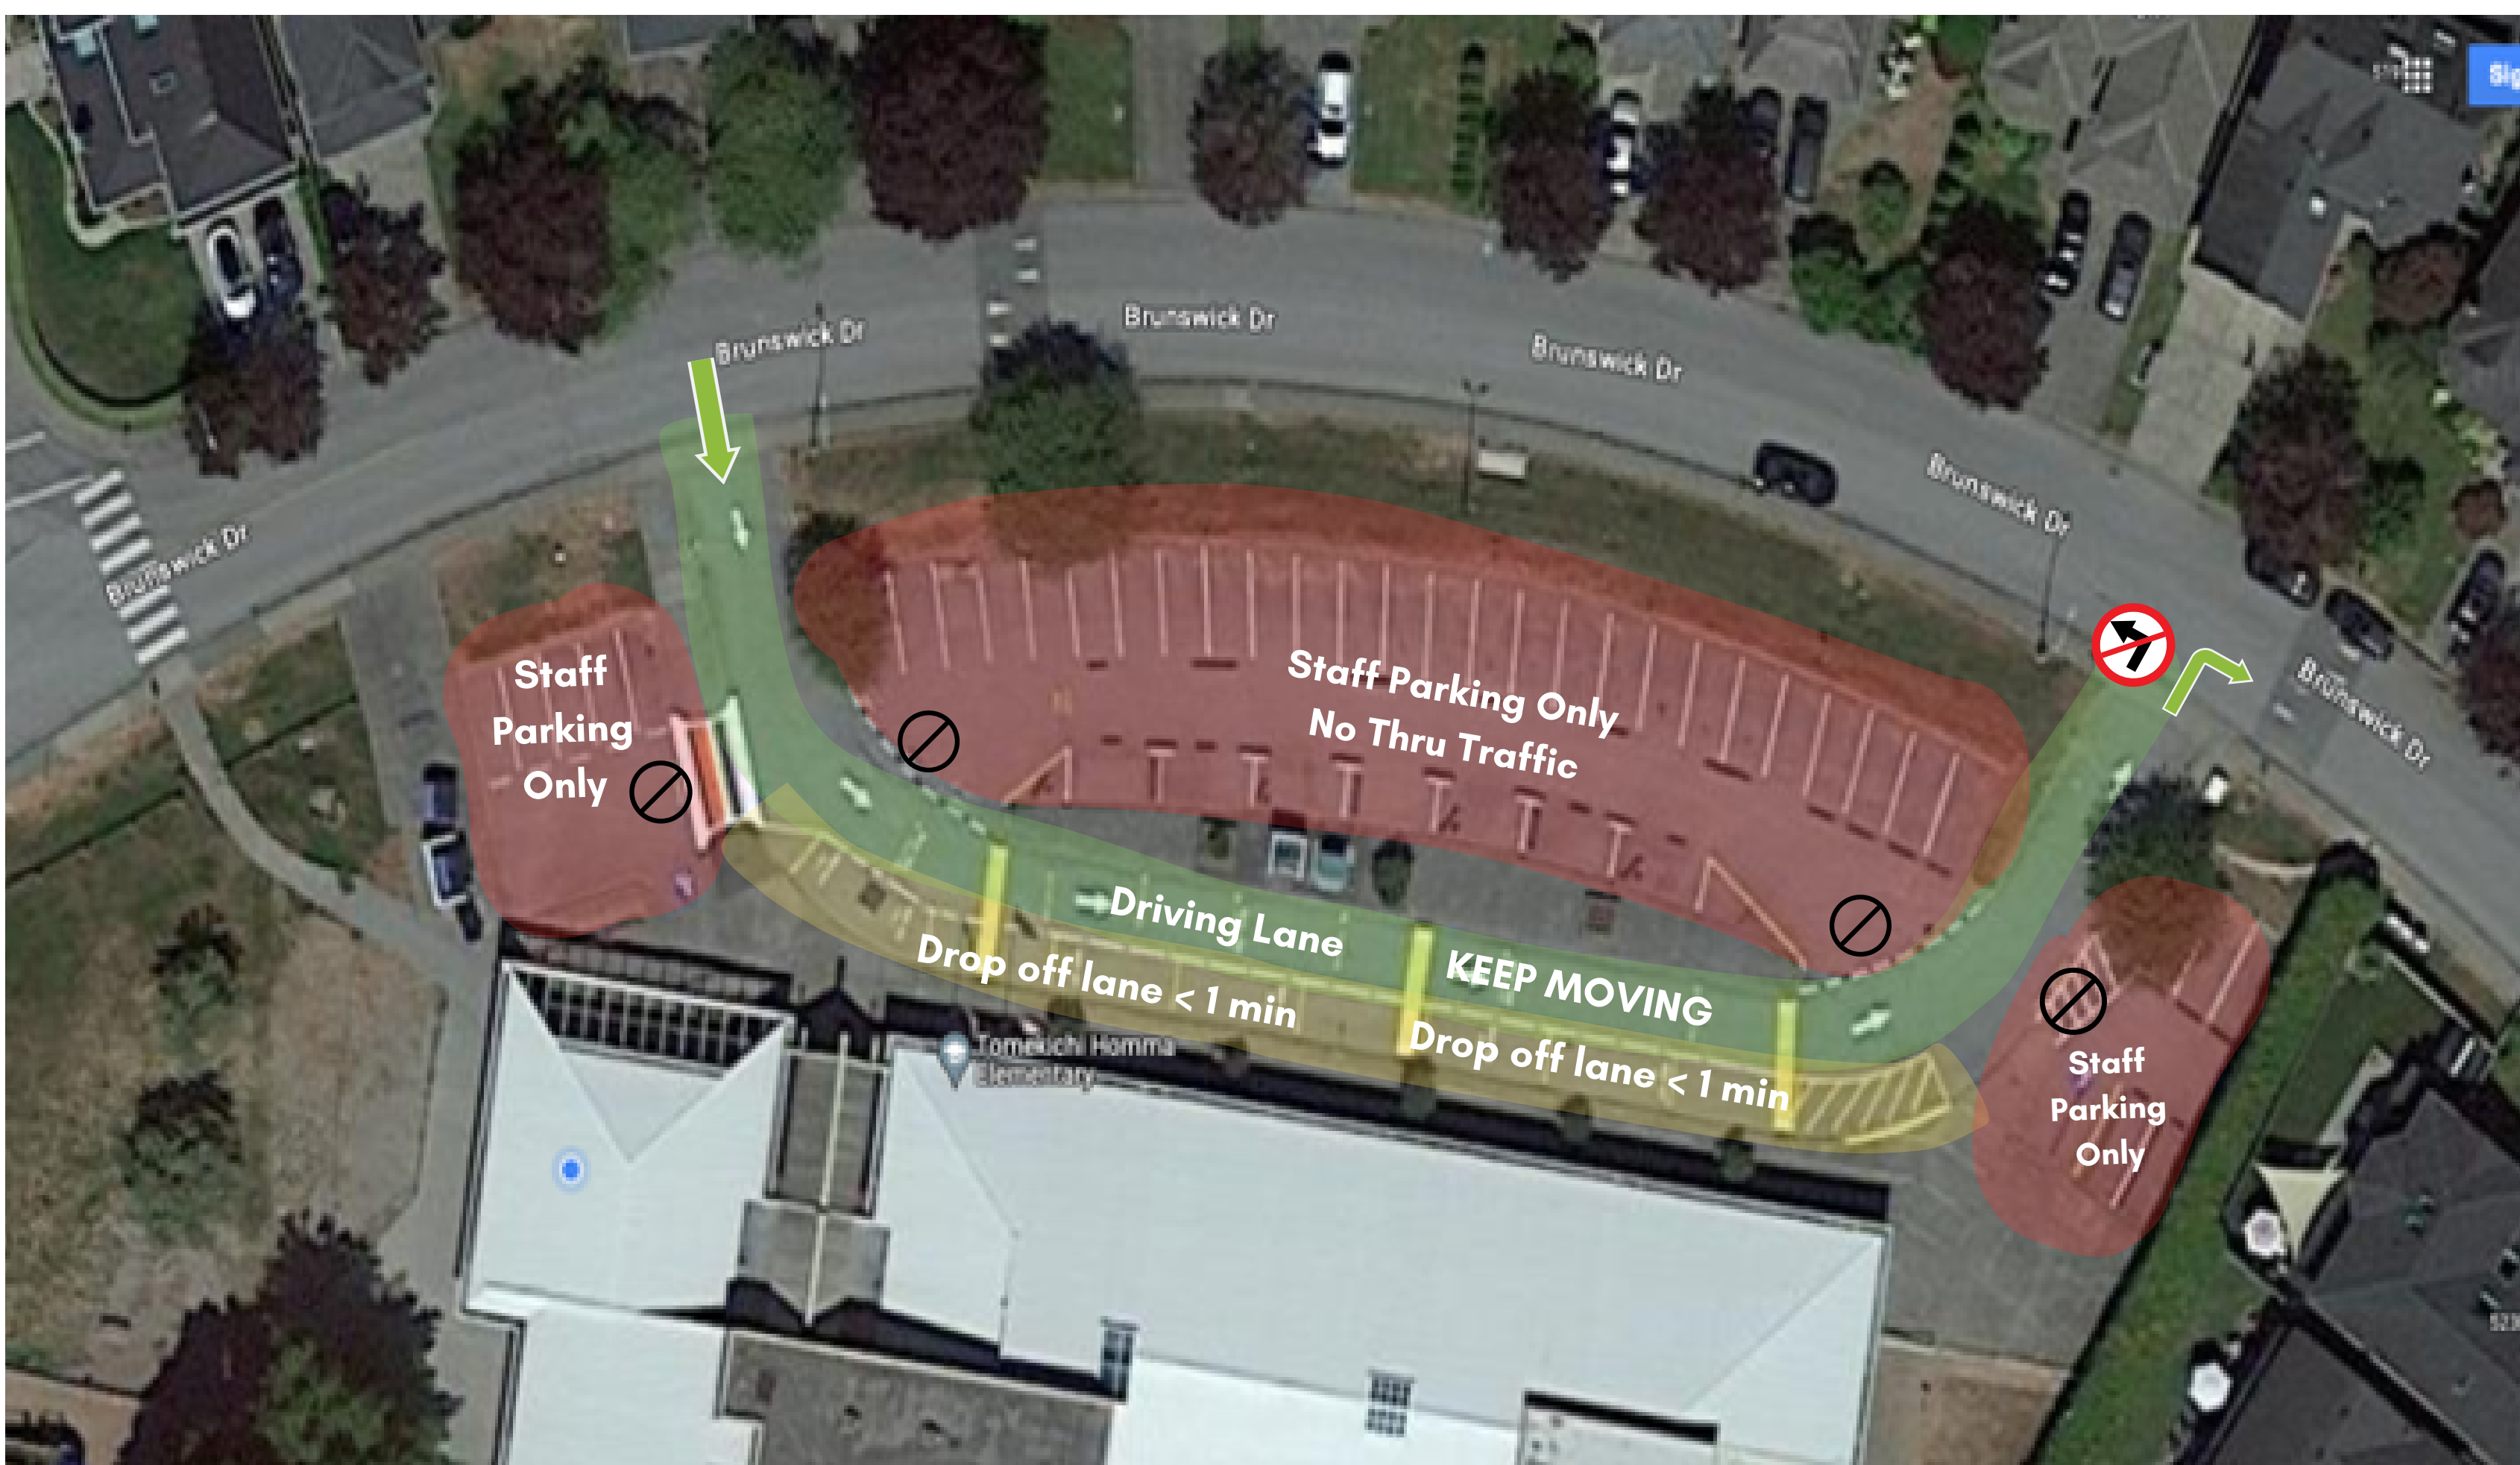 Brunswick Dr
Brunswick Dr
Brunswick Dr
Brunswick Dr
Brunswick Dr
Brunswick Dr
Staff
Parking
Only
Staff Parking Only
No Thru Traffic
Driving Lane
KEEP MOVING
Drop off lane < 1 min
Drop off lane < 1 min
Tomekichi Homma
Elementary
Staff
Parking
Only